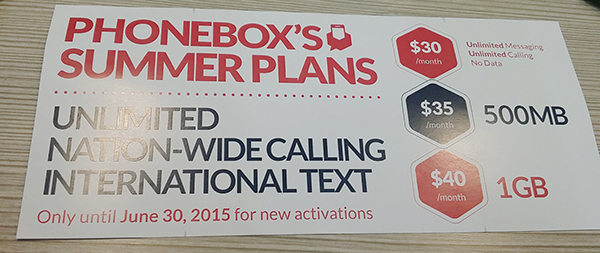 PHONEBOX'S
SUMMER PLANS
UNLIMITED
NATION-WIDE CALLING
INTERNATIONAL TEXT
Only until June 30, 2015 for new activations
$30
/month
Unlimited Messaging
Unlimited Calling
No Data
$35
/month
500MB
$40
/month
1GB